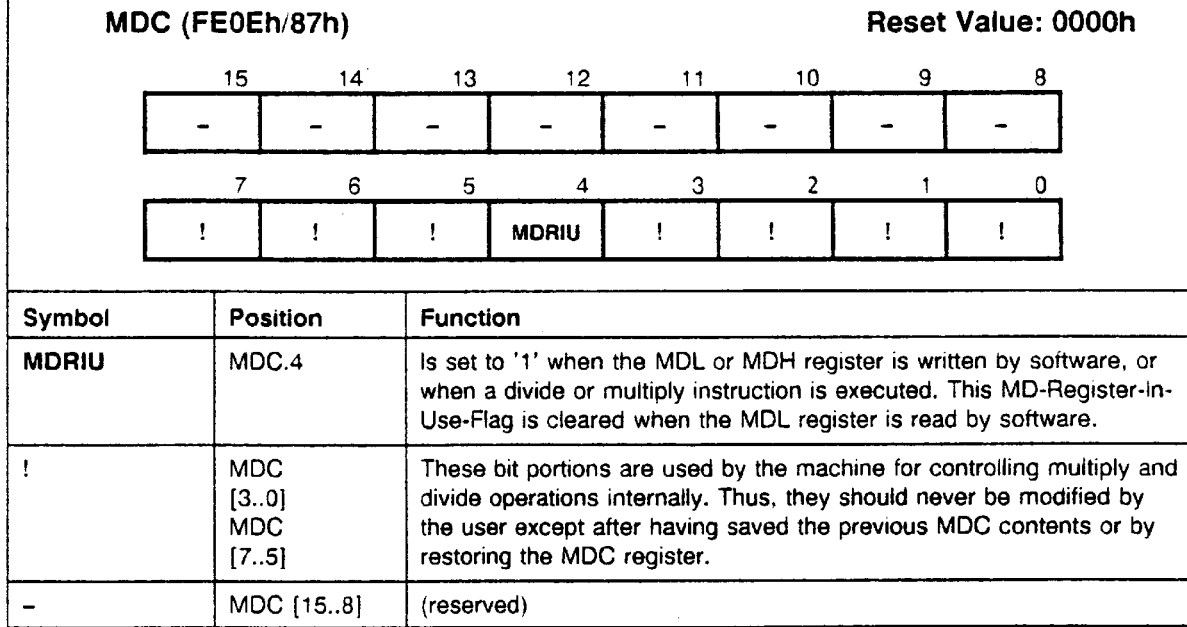 MDC (FE0Eh/87h) Reset Value: 0000h
15 14 13 12 11 10 9 8
– – – – – – – –
7 6 5 4 3 2 1 0
! ! ! MDRIU ! ! ! !
Symbol Position Function
MDRIU MDC.4 Is set to '1' when the MDL or MDH register is written by software, or
when a divide or multiply instruction is executed. This MD-Register-In-
Use-Flag is cleared when the MDL register is read by software.
! MDC These bit portions are used by the machine for controlling multiply and
[3..0] divide operations internally. Thus, they should never be modified by
MDC the user except after having saved the previous MDC contents or by
[7..5] restoring the MDC register.
– MDC [15..8] (reserved)